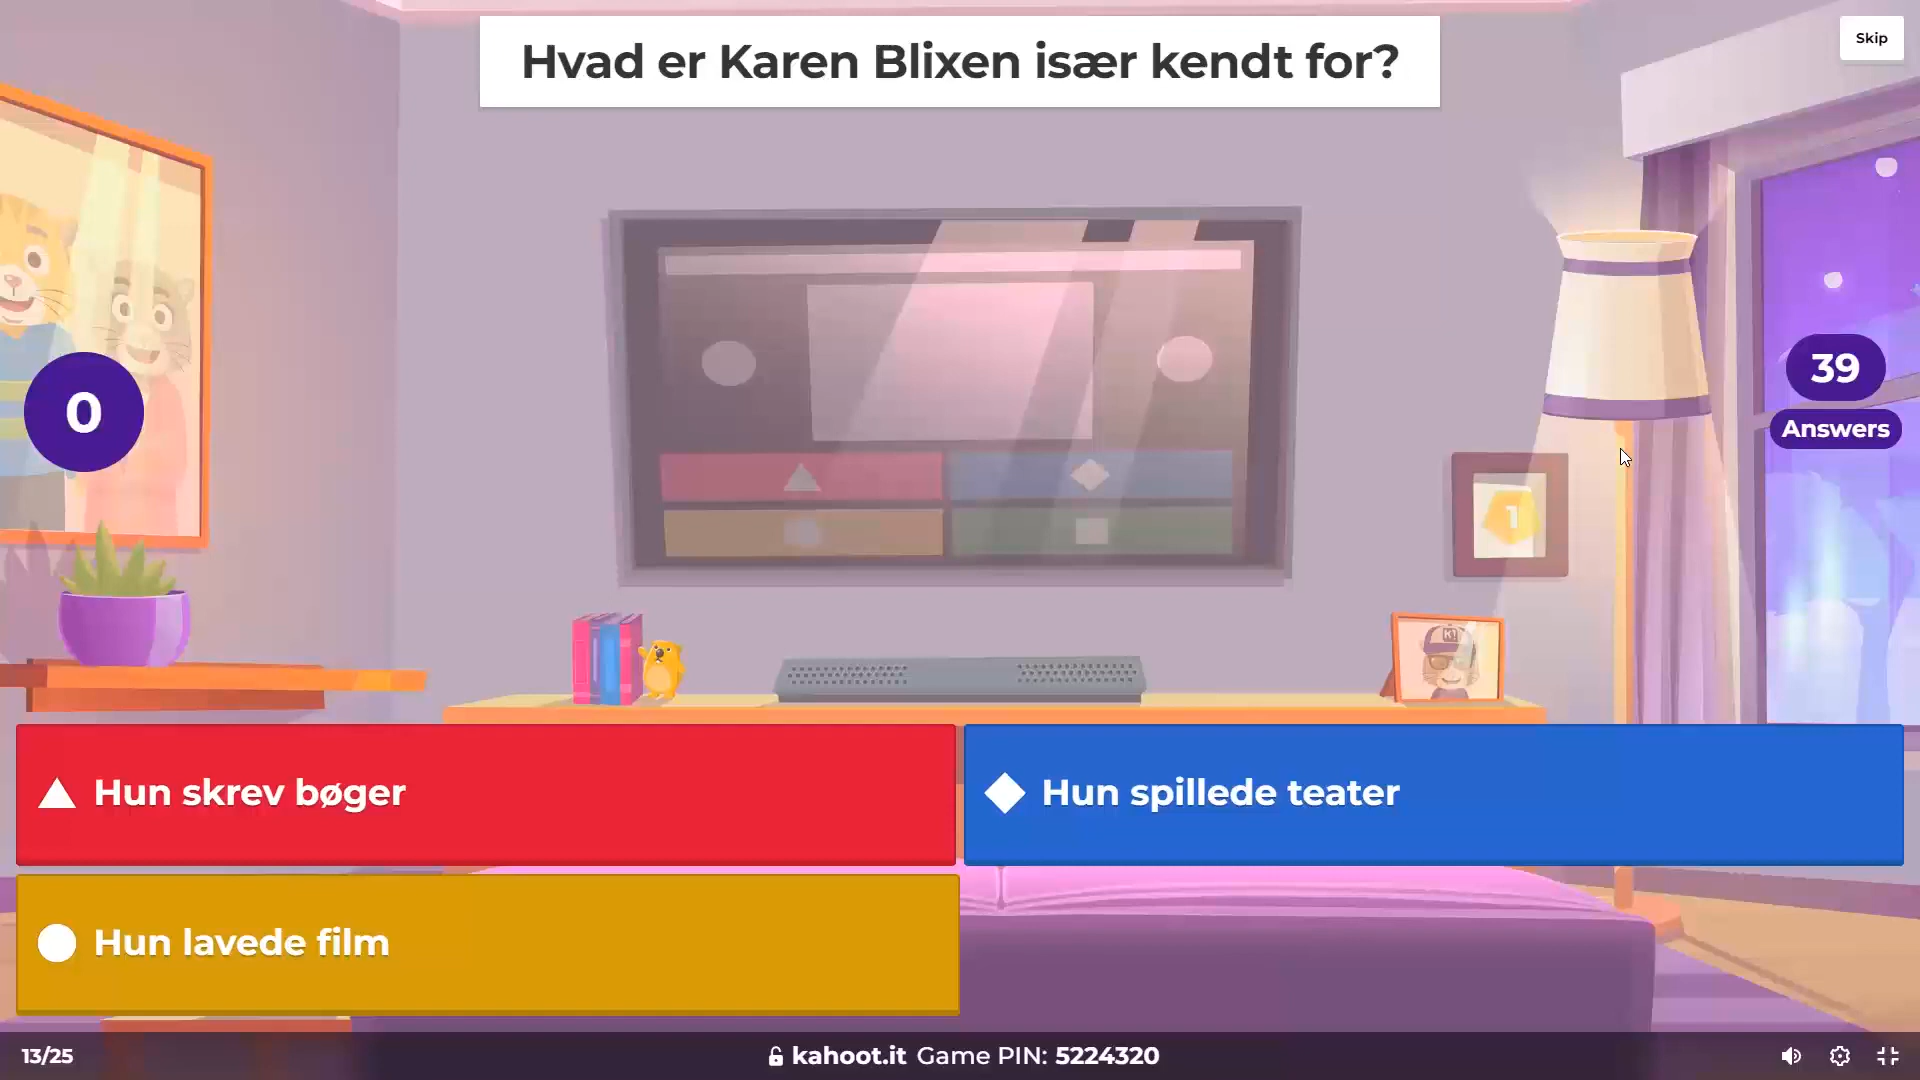 Hvad er Karen Blixen især kendt for?
Skip
0
39
Answers
1
K!
Hun skrev bøger
Hun spillede teater
Hun lavede film
13/25
kahoot.it Game PIN: 5224320